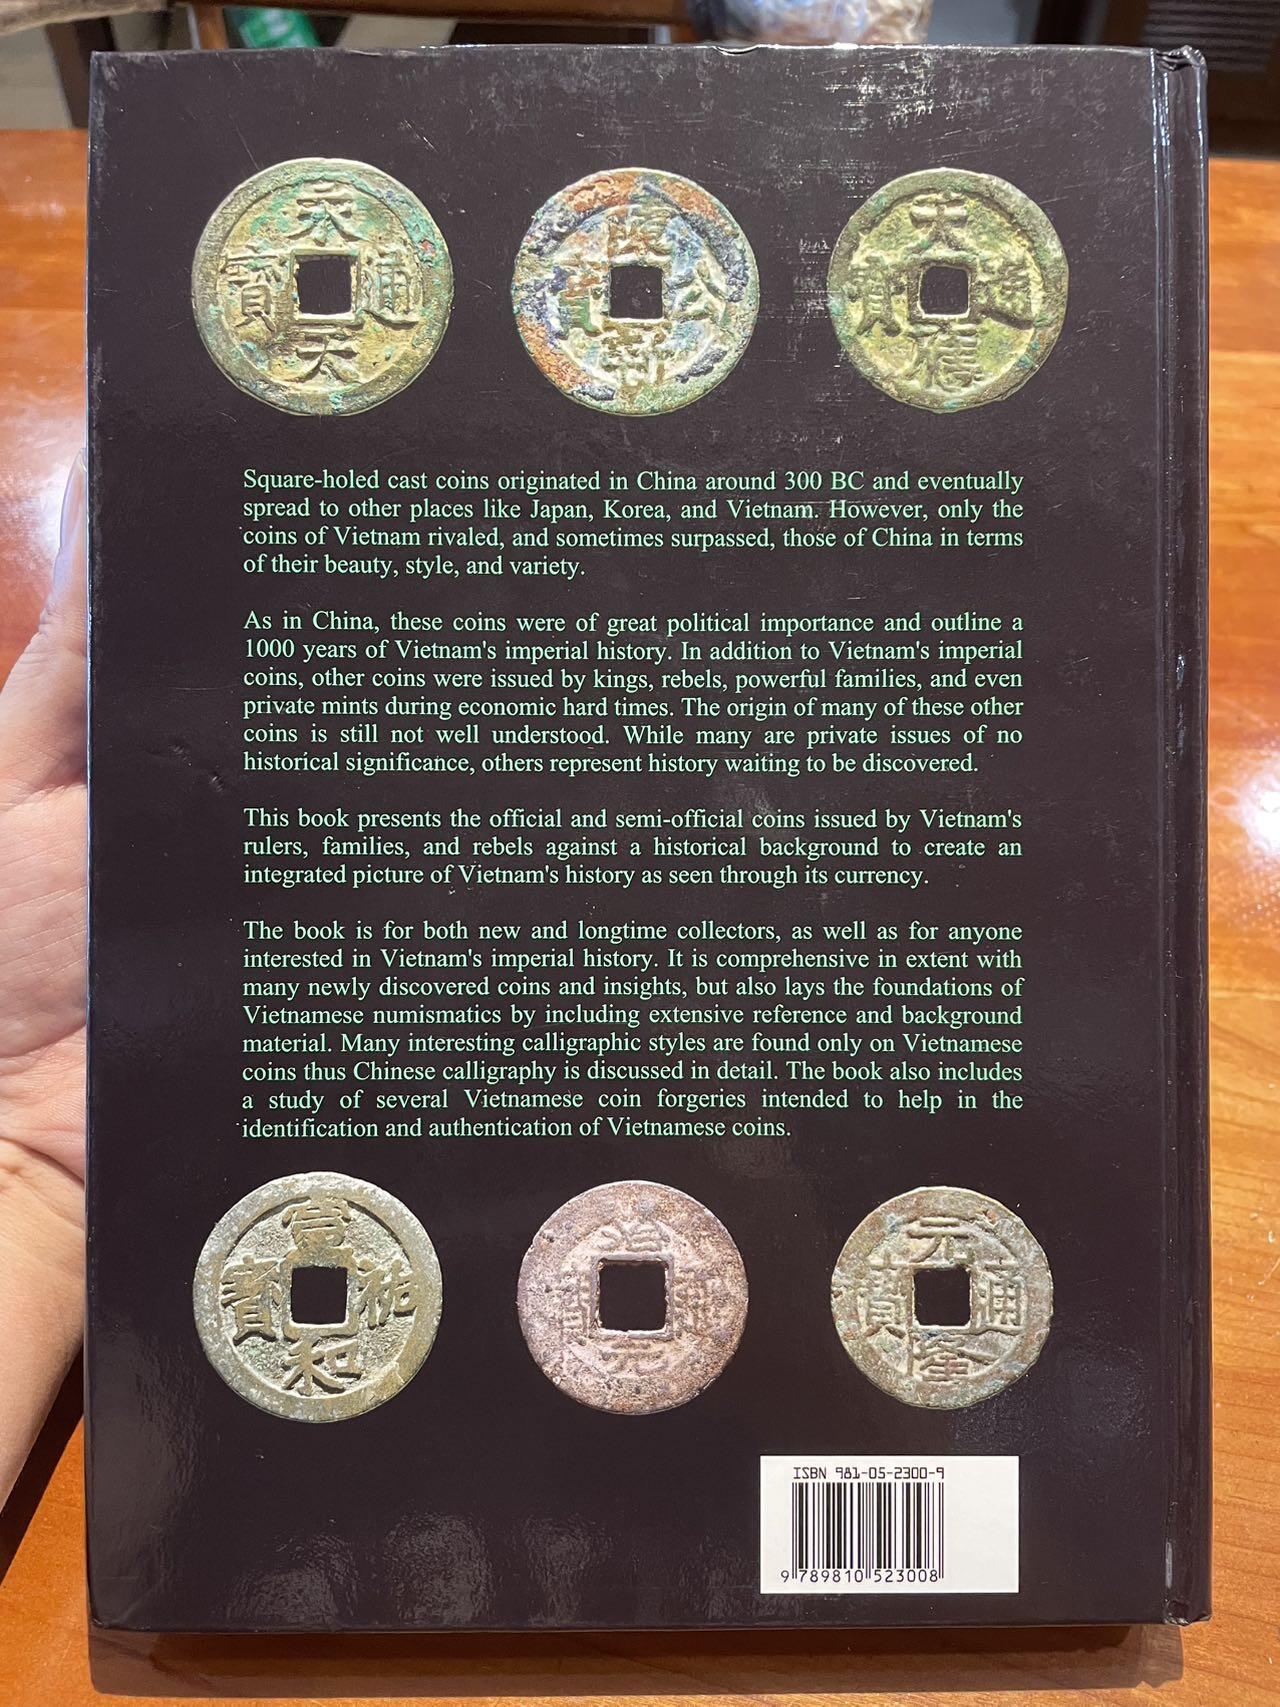 天通寶
陳新公寶
天通寶
Square-holed cast coins originated in China around 300 BC and eventually
spread to other places like Japan, Korea, and Vietnam. However, only the
coins of Vietnam rivaled, and sometimes surpassed, those of China in terms
of their beauty, style, and variety.
As in China, these coins were of great political importance and outline a
1000 years of Vietnam's imperial history. In addition to Vietnam's imperial
coins, other coins were issued by kings, rebels, powerful families, and even
private mints during economic hard times. The origin of many of these other
coins is still not well understood. While many are private issues of no
historical significance, others represent history waiting to be discovered.
This book presents the official and semi-official coins issued by Vietnam's
rulers, families, and rebels against a historical background to create an
integrated picture of Vietnam's history as seen through its currency.
The book is for both new and longtime collectors, as well as for anyone
interested in Vietnam's imperial history. It is comprehensive in extent with
many newly discovered coins and insights, but also lays the foundations of
Vietnamese numismatics by including extensive reference and background
material. Many interesting calligraphic styles are found only on Vietnamese
coins thus Chinese calligraphy is discussed in detail. The book also includes
a study of several Vietnamese coin forgeries intended to help in the
identification and authentication of Vietnamese coins.
和祐寶
治元通寶
元隆通寶
ISBN 981-05-2300-9
9 789810 523008